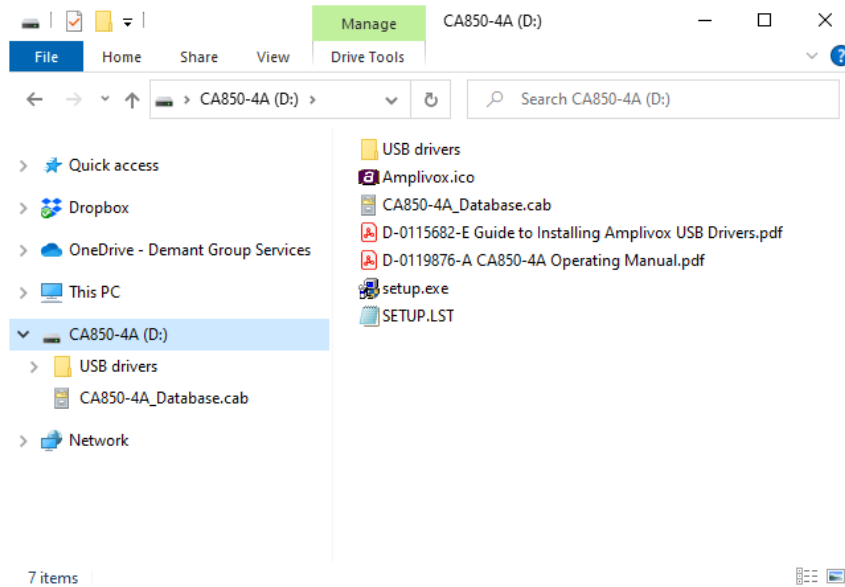 Manage
CA850-4A (D:)
File
Home
Share
View
Drive Tools
?
CA850-4A (D:)
Search CA850-4A (D:)
Quick access
Dropbox
OneDrive - Demant Group Services
This PC
CA850-4A (D:)
USB drivers
CA850-4A_Database.cab
Network
USB drivers
a Amplivox.ico
CA850-4A_Database.cab
D-0115682-E Guide to Installing Amplivox USB Drivers.pdf
D-0119876-A CA850-4A Operating Manual.pdf
setup.exe
SETUP.LST
7 items